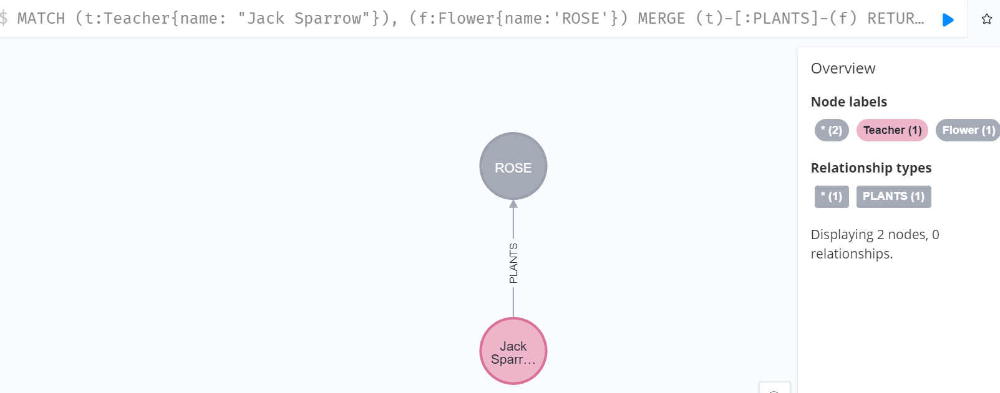 $ MATCH (t:Teacher{name: "Jack Sparrow"}), (f:Flower{name:'ROSE'}) MERGE (t)-[:PLANTS]-(f) RETUR…
Overview
Node labels
* (2) Teacher (1) Flower (1)
Relationship types
* (1) PLANTS (1)
Displaying 2 nodes, 0
relationships.
ROSE
PLANTS
Jack
Sparr…